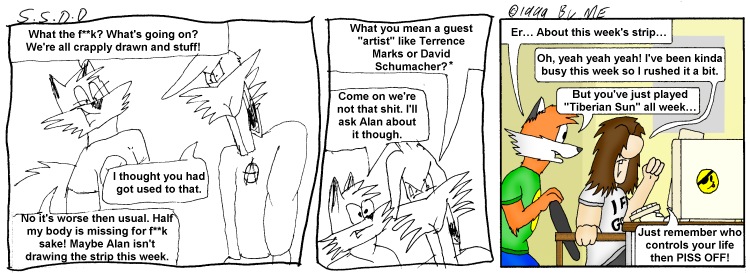 S.S.D.D
©1999 BY ME
What the f**k? What's going on?
We're all crapply drawn and stuff!
I thought you had
got used to that.
No it's worse then usual. Half
my body is missing for f**k
sake! Maybe Alan isn't
drawing the strip this week.
What you mean a guest
"artist" like Terrence
Marks or David
Schumacher?*
Come on we're
not that shit. I'll
ask Alan about
it though.
Er... About this week's strip...
Oh, yeah yeah yeah! I've been kinda
busy this week so I rushed it a bit.
But you've just played
"Tiberian Sun" all week...
Just remember who
controls your life
then PISS OFF!